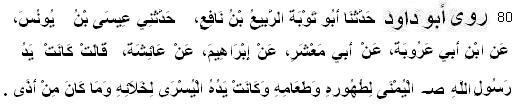 80 روى أبو داود حَدَّثَنَا أَبُو تَوْبَةَ الرَّبِيعُ بْنُ نَافِعٍ، حَدَّثَنِي عِيسَى بْنُ يُونُسَ،
عَنِ ابْنِ أَبِي عَرُوبَةَ، عَنْ أَبِي مَعْشَرٍ، عَنْ إِبْرَاهِيمَ، عَنْ عَائِشَةَ، قَالَتْ كَانَتْ يَدُ
رَسُولِ اللَّهِ صـ الْيُمْنَى لِطُهُورِهِ وَطَعَامِهِ وَكَانَتْ يَدُهُ الْيُسْرَى لِخَلَائِهِ وَمَا كَانَ مِنْ أَذًى .